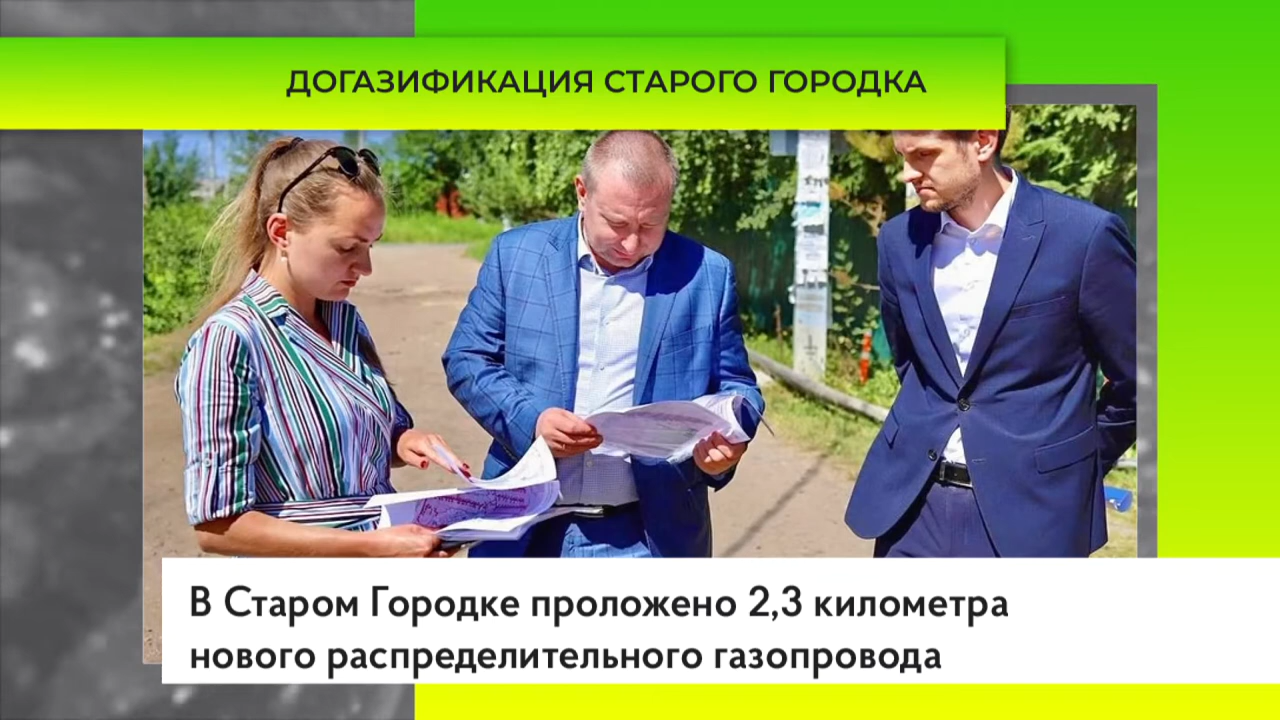 ДОГАЗИФИКАЦИЯ СТАРОГО ГОРОДКА
В Старом Городке проложено 2,3 километра
нового распределительного газопровода